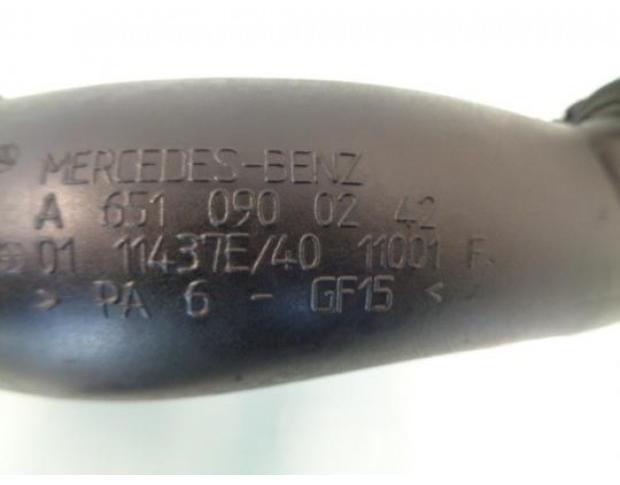 MERCEDES-BENZ
A 651 090 02 42
01 11437E/40 11001 F
> PA 6 - GF15 <